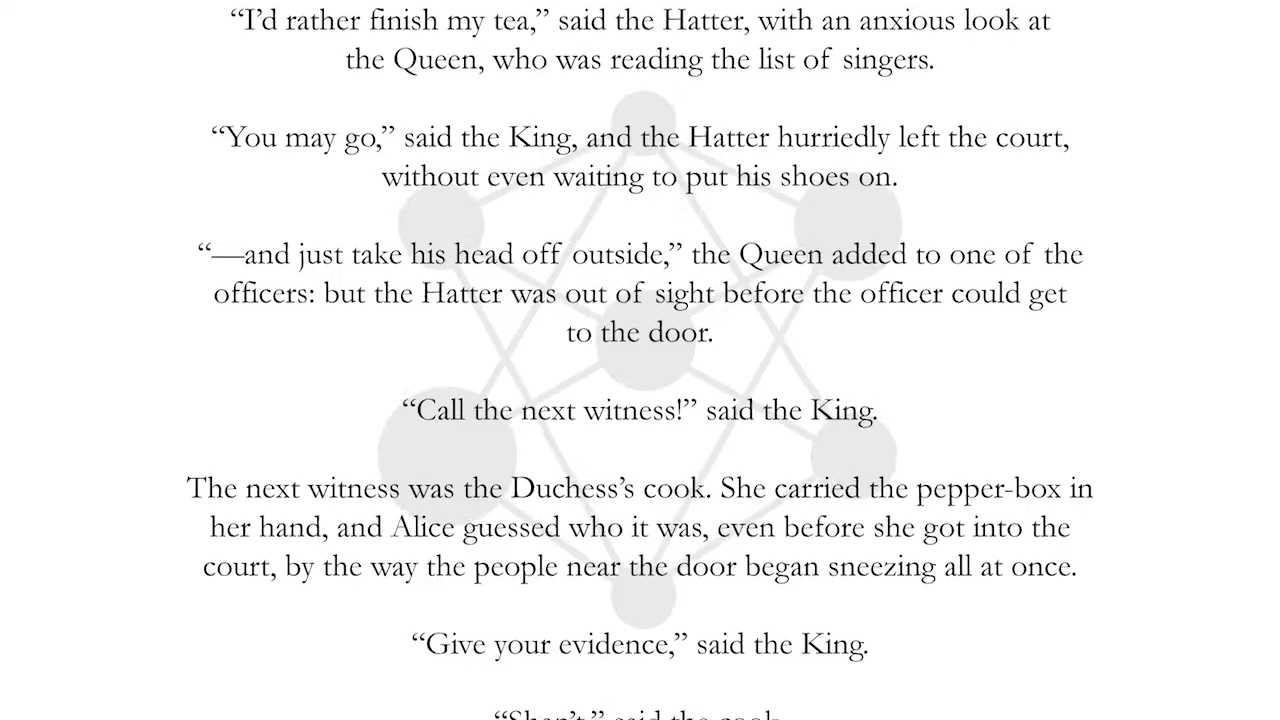 “I’d rather finish my tea,” said the Hatter, with an anxious look at
the Queen, who was reading the list of singers.
“You may go,” said the King, and the Hatter hurriedly left the court,
without even waiting to put his shoes on.
“—and just take his head off outside,” the Queen added to one of the
officers: but the Hatter was out of sight before the officer could get
to the door.
“Call the next witness!” said the King.
The next witness was the Duchess’s cook. She carried the pepper-box in
her hand, and Alice guessed who it was, even before she got into the
court, by the way the people near the door began sneezing all at once.
“Give your evidence,” said the King.
“Shan’t,” said the cook.